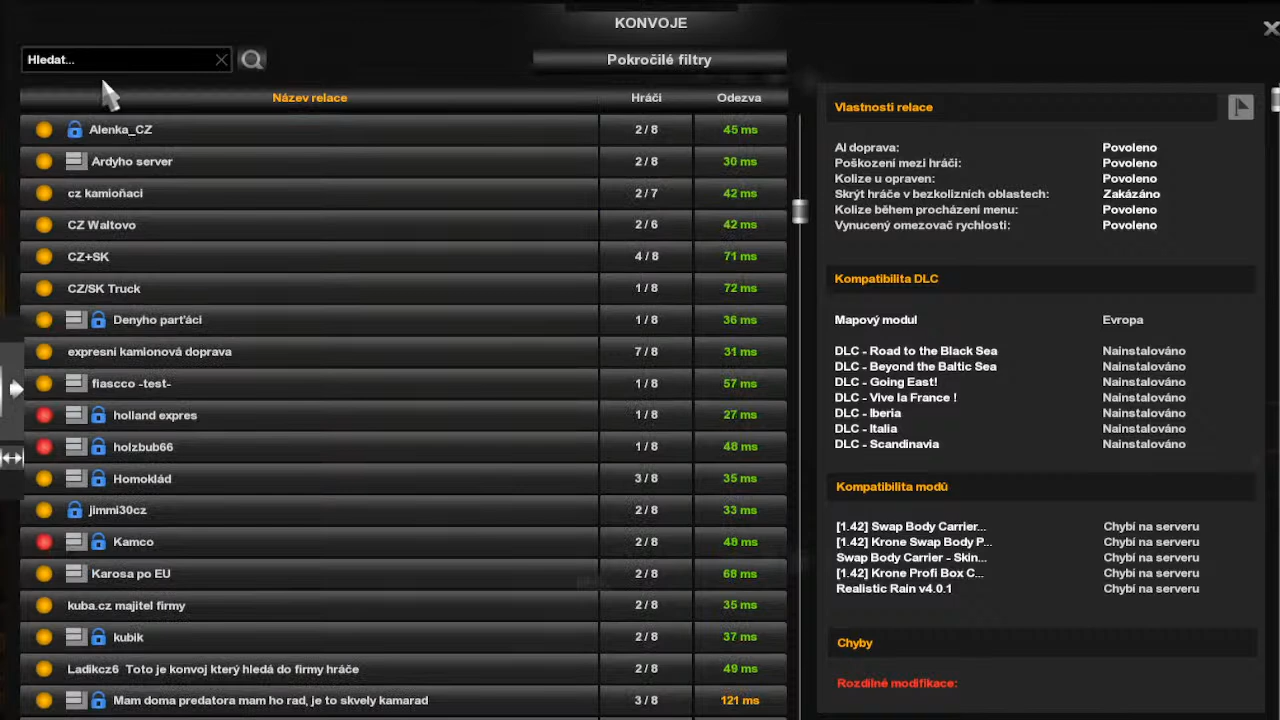 KONVOJE
Hledat...
Pokročilé filtry
Název relace Hráči Odezva
Alenka_CZ 2 / 8 45 ms
Ardyho server 2 / 8 30 ms
cz kamioňaci 2 / 7 42 ms
CZ Waltovo 2 / 6 42 ms
CZ+SK 4 / 8 71 ms
CZ/SK Truck 1 / 8 72 ms
Denyho parťáci 1 / 8 36 ms
expresní kamionová doprava 7 / 8 31 ms
fiascco -test- 1 / 8 57 ms
holland expres 1 / 8 27 ms
holzbub66 1 / 8 48 ms
Homoklád 3 / 8 35 ms
jimmi30cz 2 / 8 33 ms
Kamco 2 / 8 48 ms
Karosa po EU 2 / 8 68 ms
kuba.cz majitel firmy 2 / 8 35 ms
kubik 2 / 8 37 ms
Ladikcz6 Toto je konvoj který hledá do firmy hráče 2 / 8 49 ms
Mam doma predatora mam ho rad, je to skvely kamarad 3 / 8 121 ms
Vlastnosti relace
AI doprava: Povoleno
Poškození mezi hráči: Povoleno
Kolize u opraven: Povoleno
Skrýt hráče v bezkolizních oblastech: Zakázáno
Kolize během procházení menu: Povoleno
Vynucený omezovač rychlosti: Povoleno
Kompatibilita DLC
Mapový modul Evropa
DLC - Road to the Black Sea Nainstalováno
DLC - Beyond the Baltic Sea Nainstalováno
DLC - Going East! Nainstalováno
DLC - Vive la France ! Nainstalováno
DLC - Iberia Nainstalováno
DLC - Italia Nainstalováno
DLC - Scandinavia Nainstalováno
Kompatibilita modů
[1.42] Swap Body Carrier... Chybí na serveru
[1.42] Krone Swap Body P... Chybí na serveru
Swap Body Carrier - Skin... Chybí na serveru
[1.42] Krone Profi Box C... Chybí na serveru
Realistic Rain v4.0.1 Chybí na serveru
Chyby
Rozdílné modifikace: